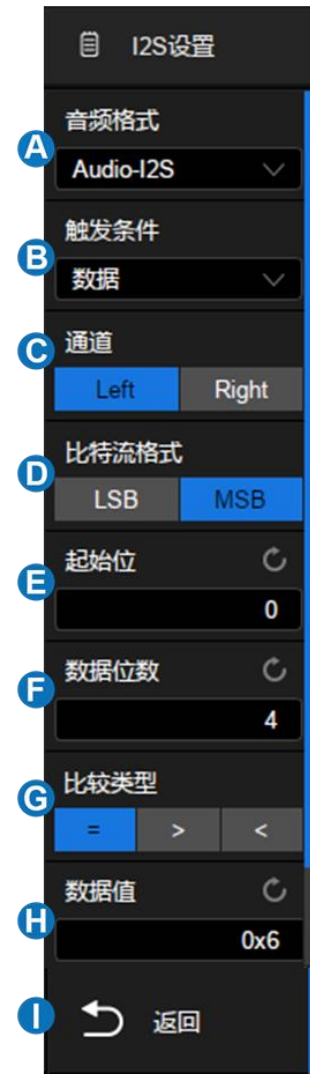 I2S设置
音频格式
A
Audio-I2S
触发条件
B
数据
C
通道
Left Right
比特流格式
D
LSB MSB
起始位
E
0
数据位数
F
4
比较类型
G
= > <
数据值
H
0x6
I 返回